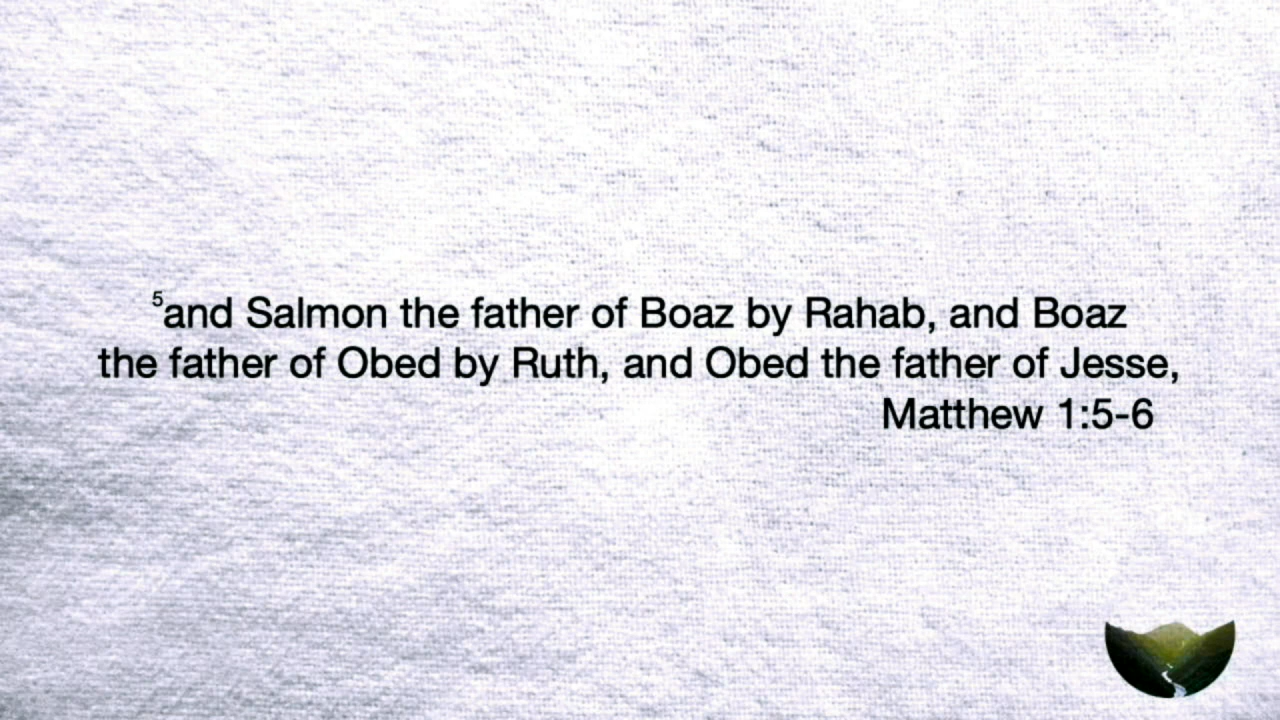 ⁵and Salmon the father of Boaz by Rahab, and Boaz
the father of Obed by Ruth, and Obed the father of Jesse,
Matthew 1:5-6